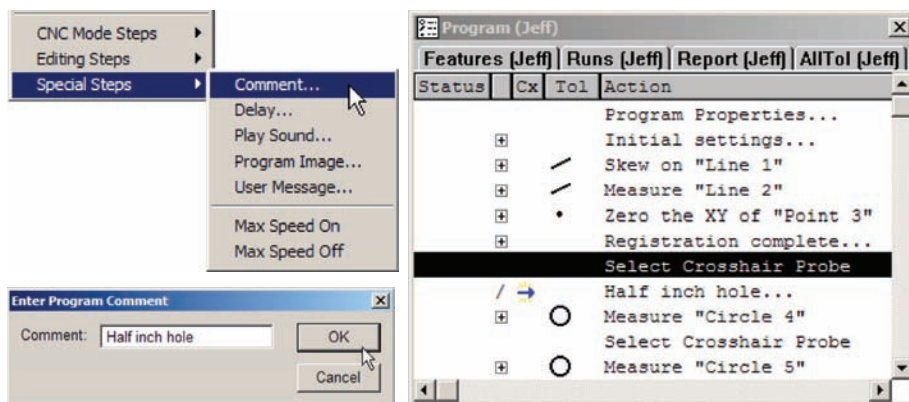 CNC Mode Steps
Editing Steps
Special Steps
Comment...
Delay...
Play Sound...
Program Image...
User Message...
Max Speed On
Max Speed Off
Enter Program Comment
Comment: Half inch hole
OK
Cancel
Program (Jeff)
Features (Jeff) Runs (Jeff) Report (Jeff) AllTol (Jeff)
Status Cx Tol Action
Program Properties...
Initial settings...
Skew on "Line 1"
Measure "Line 2"
Zero the XY of "Point 3"
Registration complete...
Select Crosshair Probe
/ Half inch hole...
Measure "Circle 4"
Select Crosshair Probe
Measure "Circle 5"